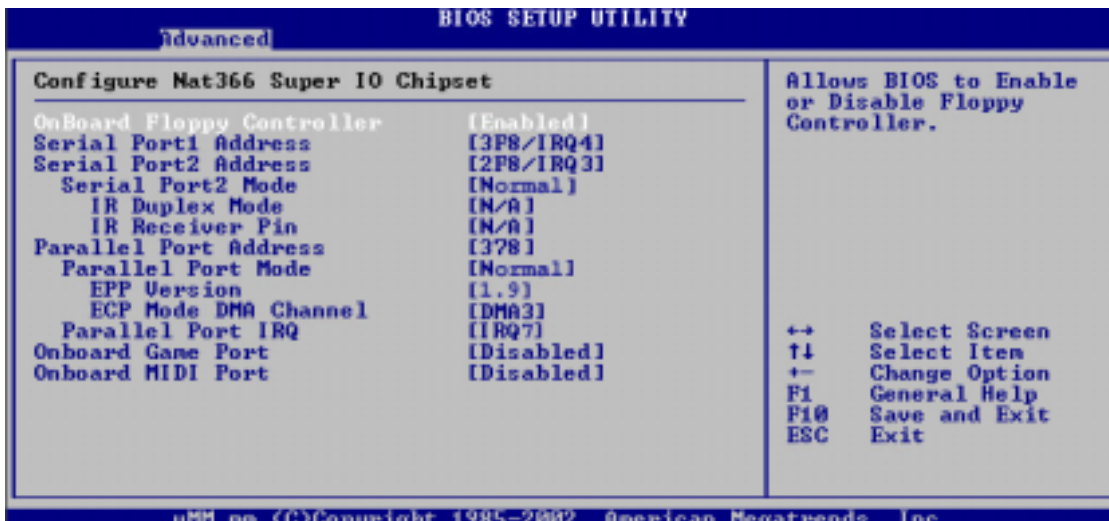 BIOS SETUP UTILITY
Advanced
Configure Nat366 Super IO Chipset
OnBoard Floppy Controller [Enabled]
Serial Port1 Address [3F8/IRQ4]
Serial Port2 Address [2F8/IRQ3]
Serial Port2 Mode [Normal]
IR Duplex Mode [N/A]
IR Receiver Pin [N/A]
Parallel Port Address [378]
Parallel Port Mode [Normal]
EPP Version [1.9]
ECP Mode DMA Channel [DMA3]
Parallel Port IRQ [IRQ7]
Onboard Game Port [Disabled]
Onboard MIDI Port [Disabled]
Allows BIOS to Enable
or Disable Floppy
Controller.
↔ Select Screen
↑↓ Select Item
+- Change Option
F1 General Help
F10 Save and Exit
ESC Exit
(C)Copyright 1985-2002, American Megatrends, Inc